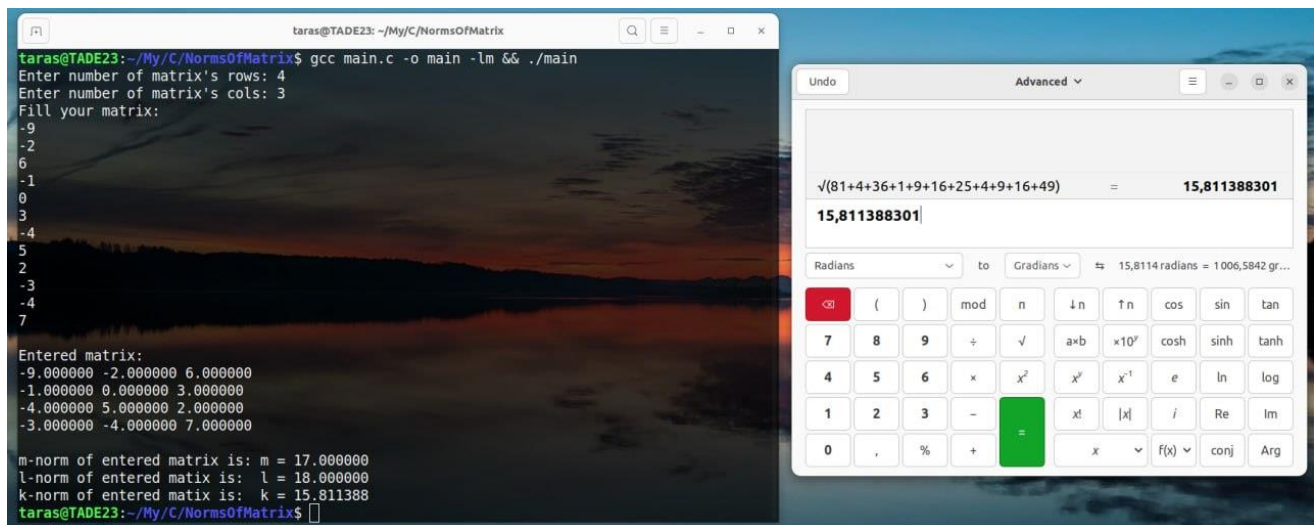 taras@TADE23: ~/My/C/NormsOfMatrix
taras@TADE23:~/My/C/NormsOfMatrix$ gcc main.c -o main -lm && ./main
Enter number of matrix's rows: 4
Enter number of matrix's cols: 3
Fill your matrix:
-9
-2
6
-1
0
3
-4
5
2
-3
-4
7
Entered matrix:
-9.000000 -2.000000 6.000000
-1.000000 0.000000 3.000000
-4.000000 5.000000 2.000000
-3.000000 -4.000000 7.000000
m-norm of entered matrix is: m = 17.000000
l-norm of entered matix is:  l = 18.000000
k-norm of entered matix is:  k = 15.811388
taras@TADE23:~/My/C/NormsOfMatrix$
Undo Advanced
√(81+4+36+1+9+16+25+4+9+16+49) = 15,811388301
15,811388301
Radians to Gradians ⇆ 15,8114 radians = 1 006,5842 gr…
( ) mod π ↓n ↑n cos sin tan
7 8 9 ÷ √ a×b ×10ʸ cosh sinh tanh
4 5 6 × x² xʸ x⁻¹ e ln log
1 2 3 − = x! |x| i Re Im
0 , % + x f(x) conj Arg